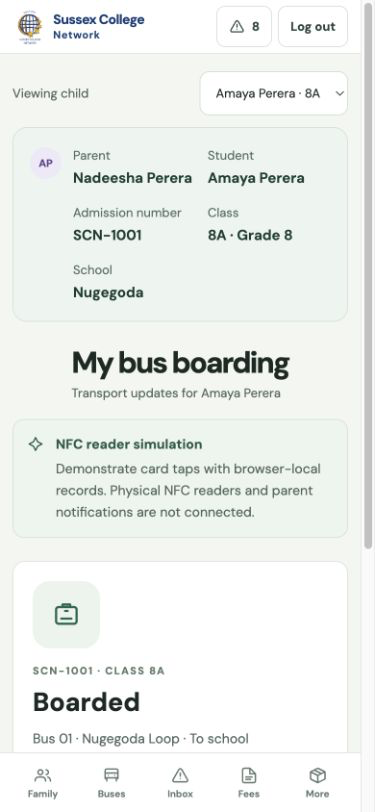 Sussex College
Network
8
Log out
Viewing child
Amaya Perera · 8A
AP
Parent
Nadeesha Perera
Student
Amaya Perera
Admission number
SCN-1001
Class
8A · Grade 8
School
Nugegoda
My bus boarding
Transport updates for Amaya Perera
NFC reader simulation
Demonstrate card taps with browser-local
records. Physical NFC readers and parent
notifications are not connected.
SCN-1001 · CLASS 8A
Boarded
Bus 01 · Nugegoda Loop · To school
Family
Buses
Inbox
Fees
More